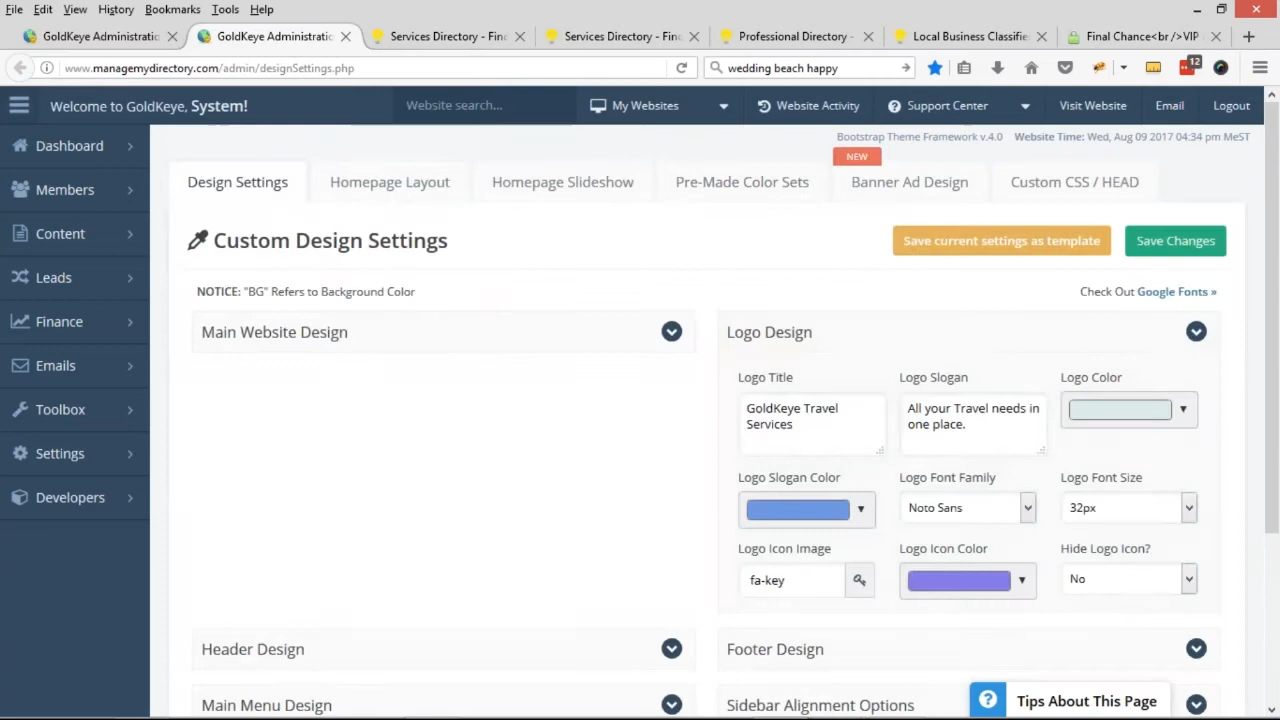 File Edit View History Bookmarks Tools Help
GoldKeye Administratic
GoldKeye Administratic
Services Directory - Finc
Services Directory - Finc
Professional Directory -
Local Business Classifie
Final Chance<br />VIP
www.managemydirectory.com/admin/designSettings.php
wedding beach happy
12
Welcome to GoldKeye, System!
Website search...
My Websites
Website Activity
Support Center
Visit Website
Email
Logout
Bootstrap Theme Framework v.4.0 Website Time: Wed, Aug 09 2017 04:34 pm MeST
Dashboard
Members
Content
Leads
Finance
Emails
Toolbox
Settings
Developers
NEW
Design Settings
Homepage Layout
Homepage Slideshow
Pre-Made Color Sets
Banner Ad Design
Custom CSS / HEAD
Custom Design Settings
Save current settings as template
Save Changes
NOTICE: "BG" Refers to Background Color
Check Out Google Fonts »
Main Website Design
Logo Design
Logo Title
Logo Slogan
Logo Color
GoldKeye Travel
Services
All your Travel needs in
one place.
Logo Slogan Color
Logo Font Family
Logo Font Size
Noto Sans
32px
Logo Icon Image
Logo Icon Color
Hide Logo Icon?
fa-key
No
Header Design
Footer Design
Main Menu Design
Sidebar Alignment Options
Tips About This Page